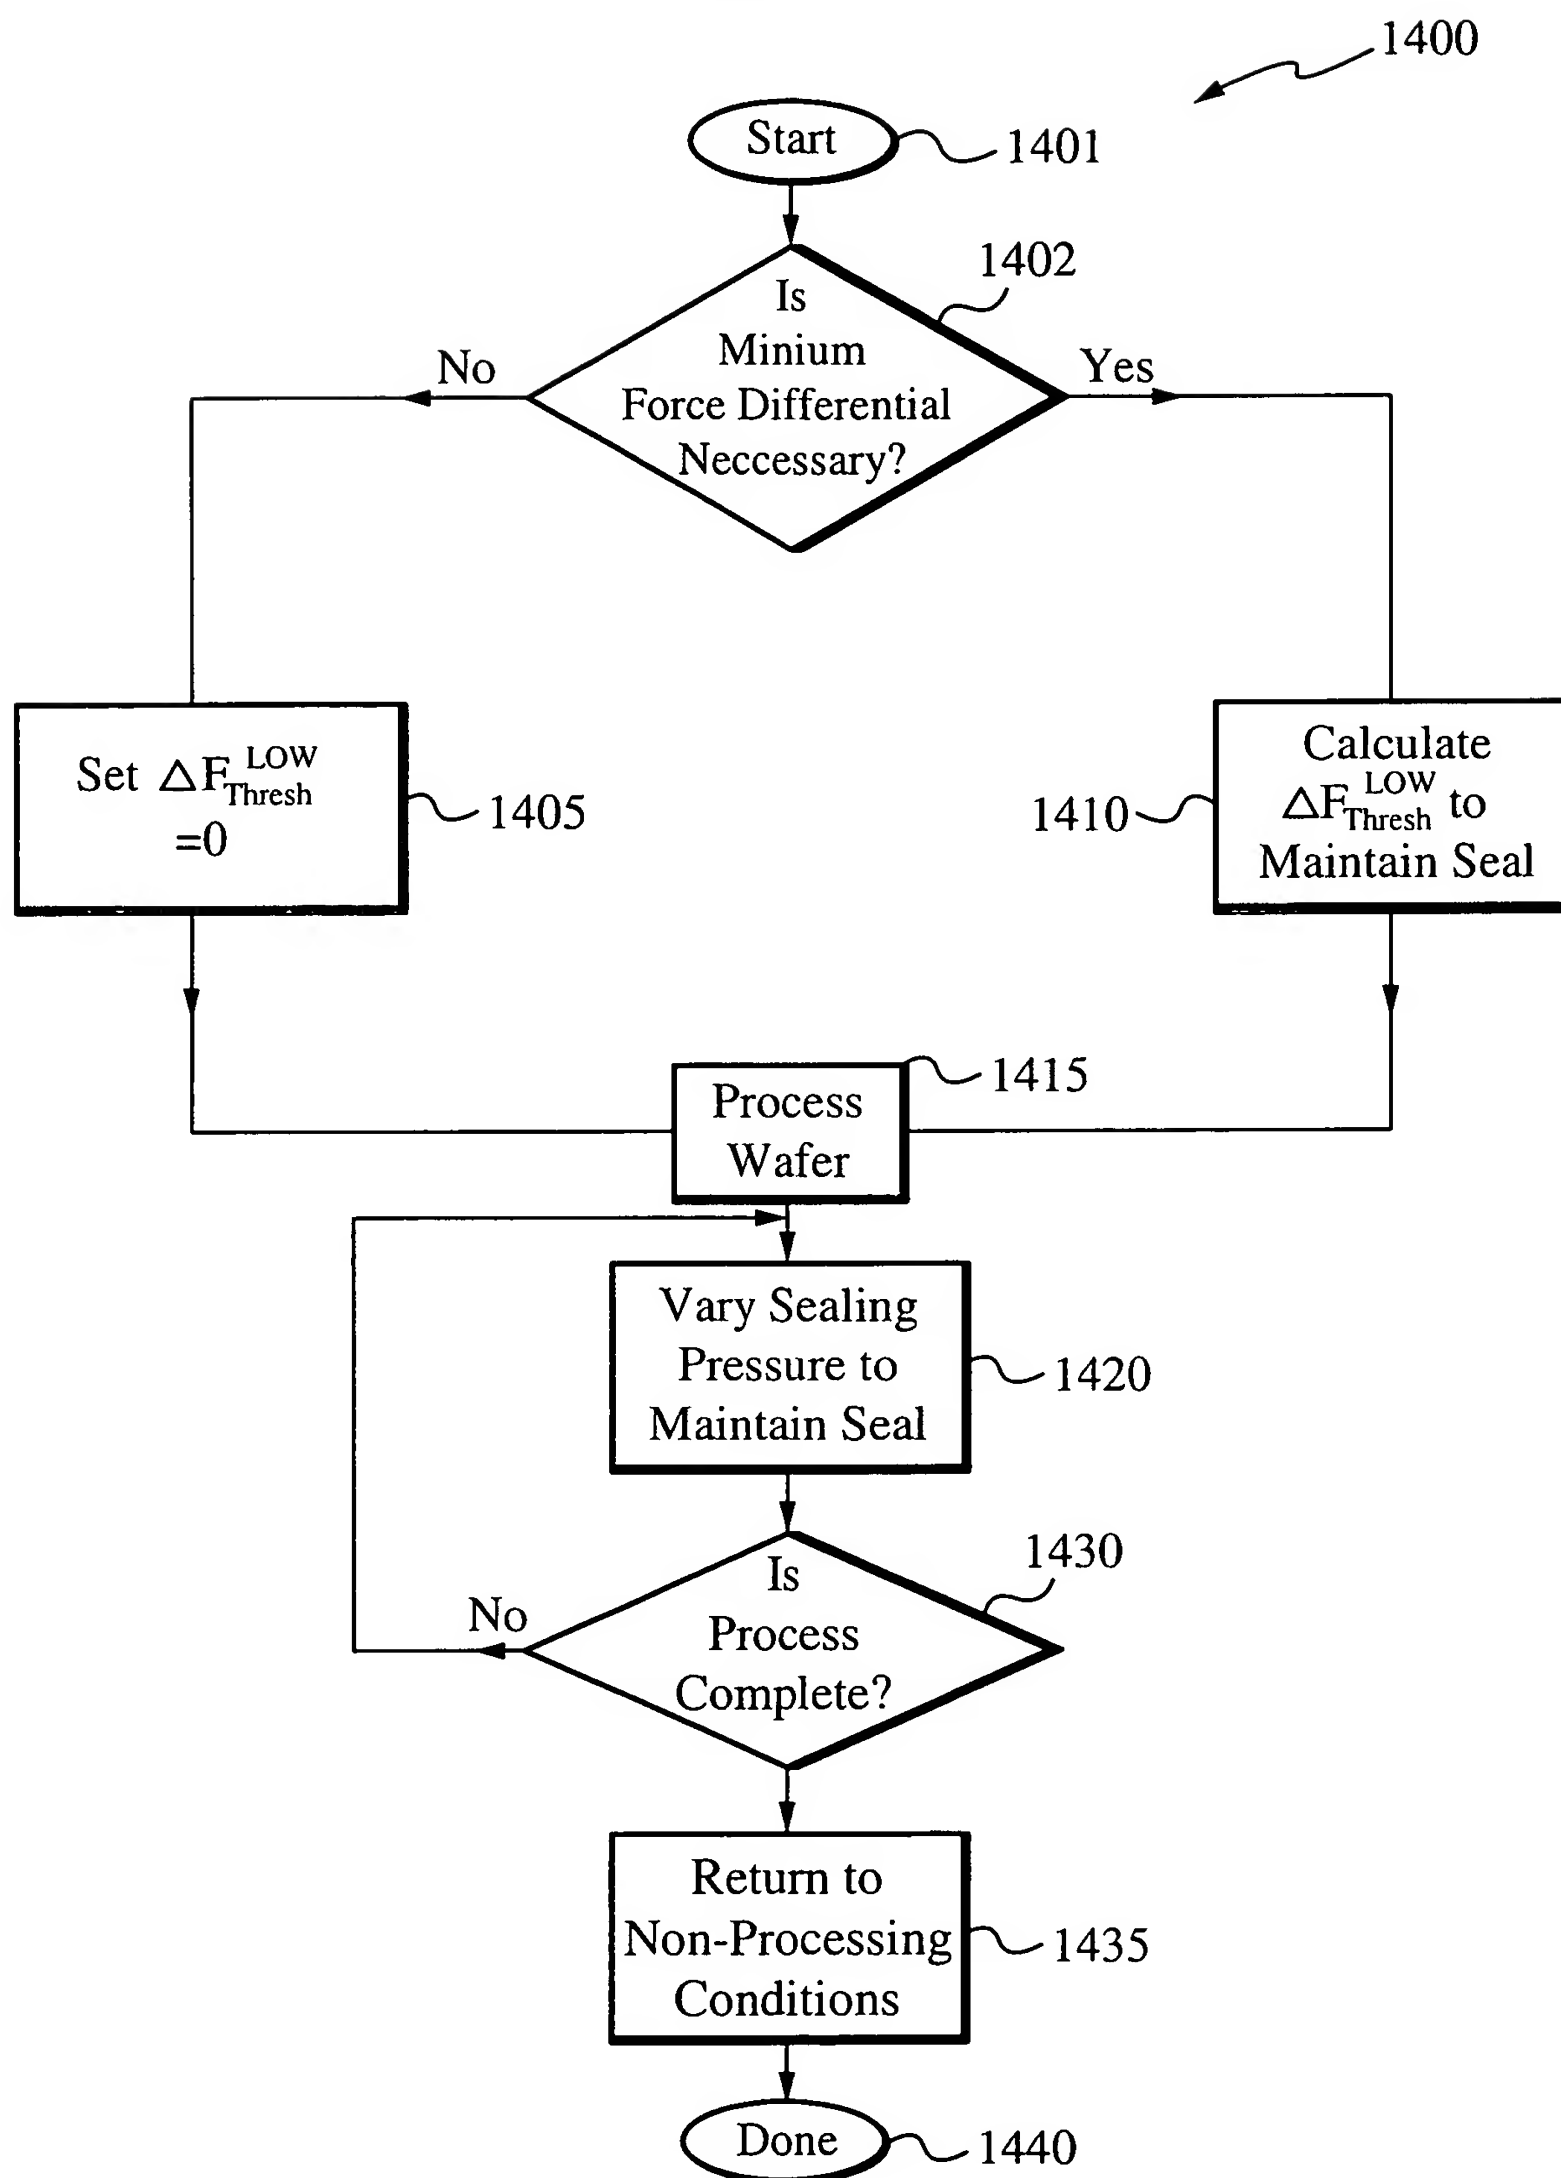 1400
Start
1401
1402
Is
Minium
Force Differential
Neccessary?
No
Yes
Set △F LOW Thresh
=0
1405
Calculate
△F LOW Thresh to
Maintain Seal
1410
Process
Wafer
1415
Vary Sealing
Pressure to
Maintain Seal
1420
Is
Process
Complete?
1430
No
Return to
Non-Processing
Conditions
1435
Done
1440